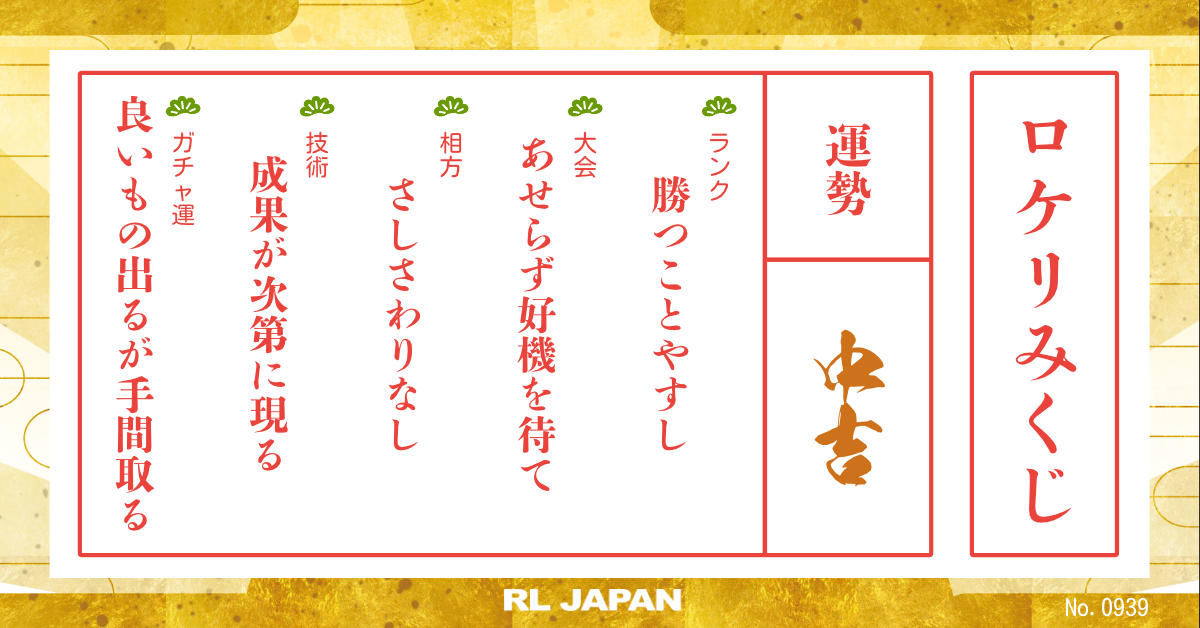 ロケリみくじ
運勢
中吉
ランク
勝つことやすし
大会
あせらず好機を待て
相方
さしさわりなし
技術
成果が次第に現る
ガチャ運
良いもの出るが手間取る
RL JAPAN
No. 0939